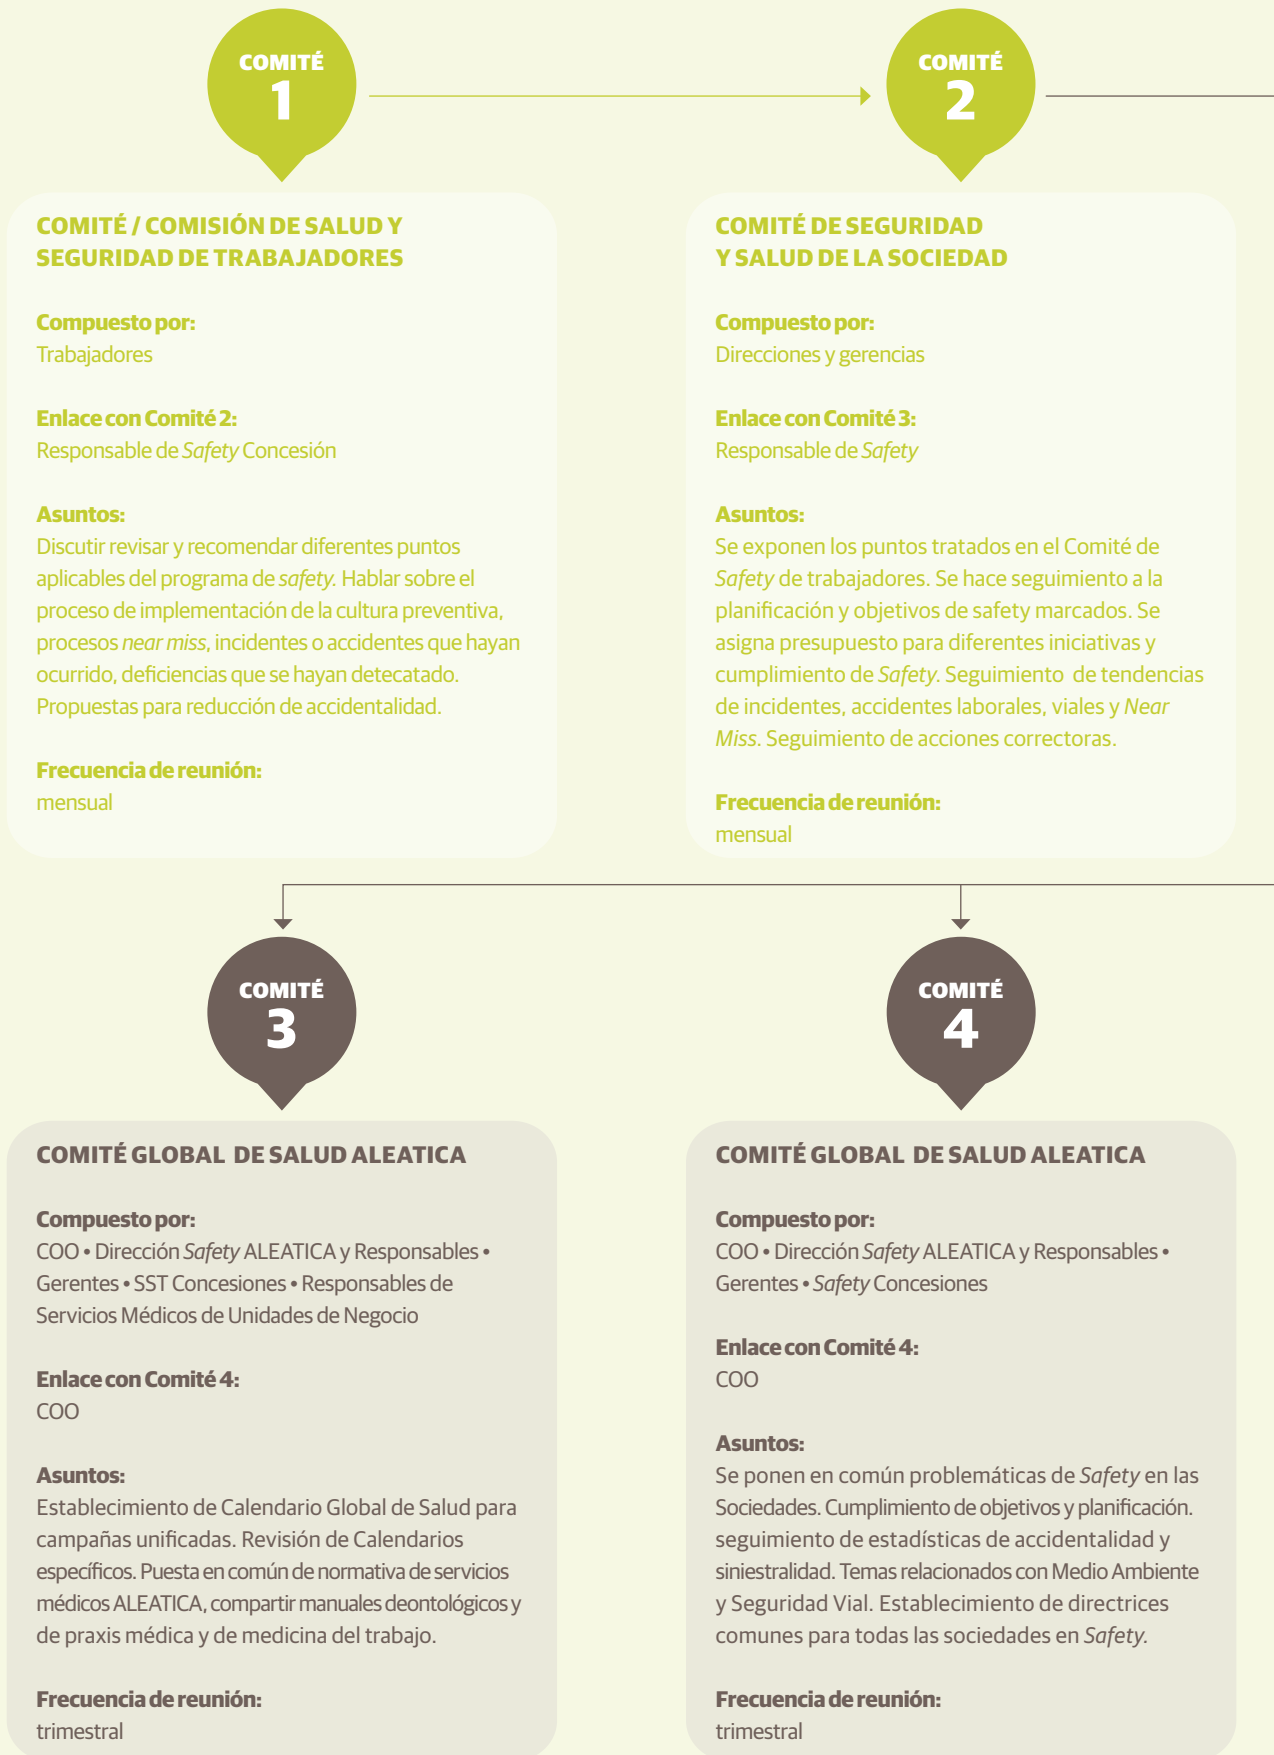 COMITÉ
1
COMITÉ
2
COMITÉ / COMISIÓN DE SALUD Y
SEGURIDAD DE TRABAJADORES
Compuesto por:
Trabajadores
Enlace con Comité 2:
Responsable de Safety Concesión
Asuntos:
Discutir revisar y recomendar diferentes puntos
aplicables del programa de safety. Hablar sobre el
proceso de implementación de la cultura preventiva,
procesos near miss, incidentes o accidentes que hayan
ocurrido, deficiencias que se hayan detecatado.
Propuestas para reducción de accidentalidad.
Frecuencia de reunión:
mensual
COMITÉ DE SEGURIDAD
Y SALUD DE LA SOCIEDAD
Compuesto por:
Direcciones y gerencias
Enlace con Comité 3:
Responsable de Safety
Asuntos:
Se exponen los puntos tratados en el Comité de
Safety de trabajadores. Se hace seguimiento a la
planificación y objetivos de safety marcados. Se
asigna presupuesto para diferentes iniciativas y
cumplimiento de Safety. Seguimiento de tendencias
de incidentes, accidentes laborales, viales y Near
Miss. Seguimiento de acciones correctoras.
Frecuencia de reunión:
mensual
COMITÉ
3
COMITÉ
4
COMITÉ GLOBAL DE SALUD ALEATICA
Compuesto por:
COO • Dirección Safety ALEATICA y Responsables •
Gerentes • SST Concesiones • Responsables de
Servicios Médicos de Unidades de Negocio
Enlace con Comité 4:
COO
Asuntos:
Establecimiento de Calendario Global de Salud para
campañas unificadas. Revisión de Calendarios
específicos. Puesta en común de normativa de servicios
médicos ALEATICA, compartir manuales deontológicos y
de praxis médica y de medicina del trabajo.
Frecuencia de reunión:
trimestral
COMITÉ GLOBAL DE SALUD ALEATICA
Compuesto por:
COO • Dirección Safety ALEATICA y Responsables •
Gerentes • Safety Concesiones
Enlace con Comité 4:
COO
Asuntos:
Se ponen en común problemáticas de Safety en las
Sociedades. Cumplimiento de objetivos y planificación.
seguimiento de estadísticas de accidentalidad y
siniestralidad. Temas relacionados con Medio Ambiente
y Seguridad Vial. Establecimiento de directrices
comunes para todas las sociedades en Safety.
Frecuencia de reunión:
trimestral